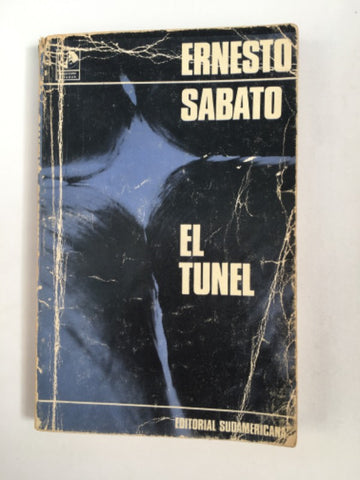 ERNESTO
SABATO
EL
TUNEL
EDITORIAL SUDAMERICANA